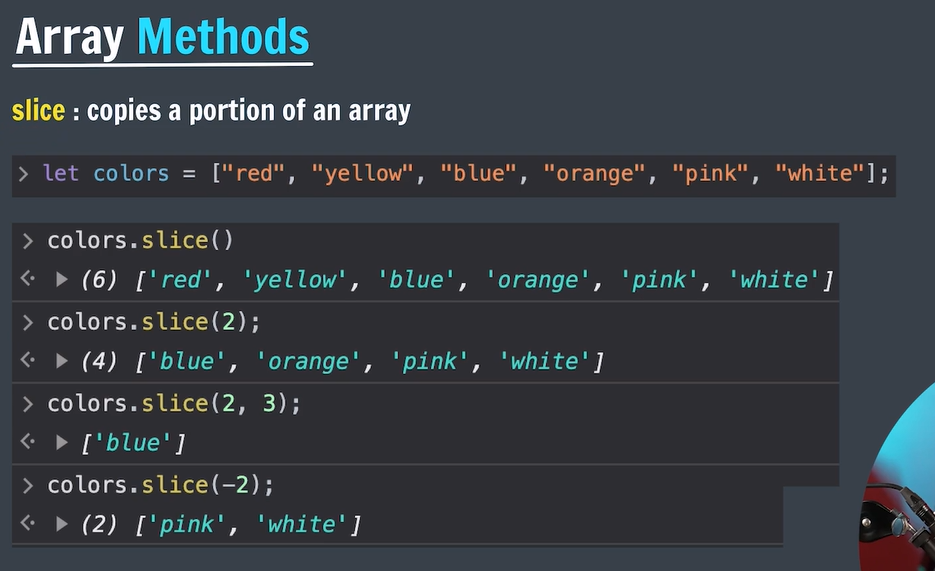 Array Methods
slice : copies a portion of an array
> let colors = ["red", "yellow", "blue", "orange", "pink", "white"];
> colors.slice()
<· ▶ (6) ['red', 'yellow', 'blue', 'orange', 'pink', 'white']
> colors.slice(2);
<· ▶ (4) ['blue', 'orange', 'pink', 'white']
> colors.slice(2, 3);
<· ▶ ['blue']
> colors.slice(-2);
<· ▶ (2) ['pink', 'white']